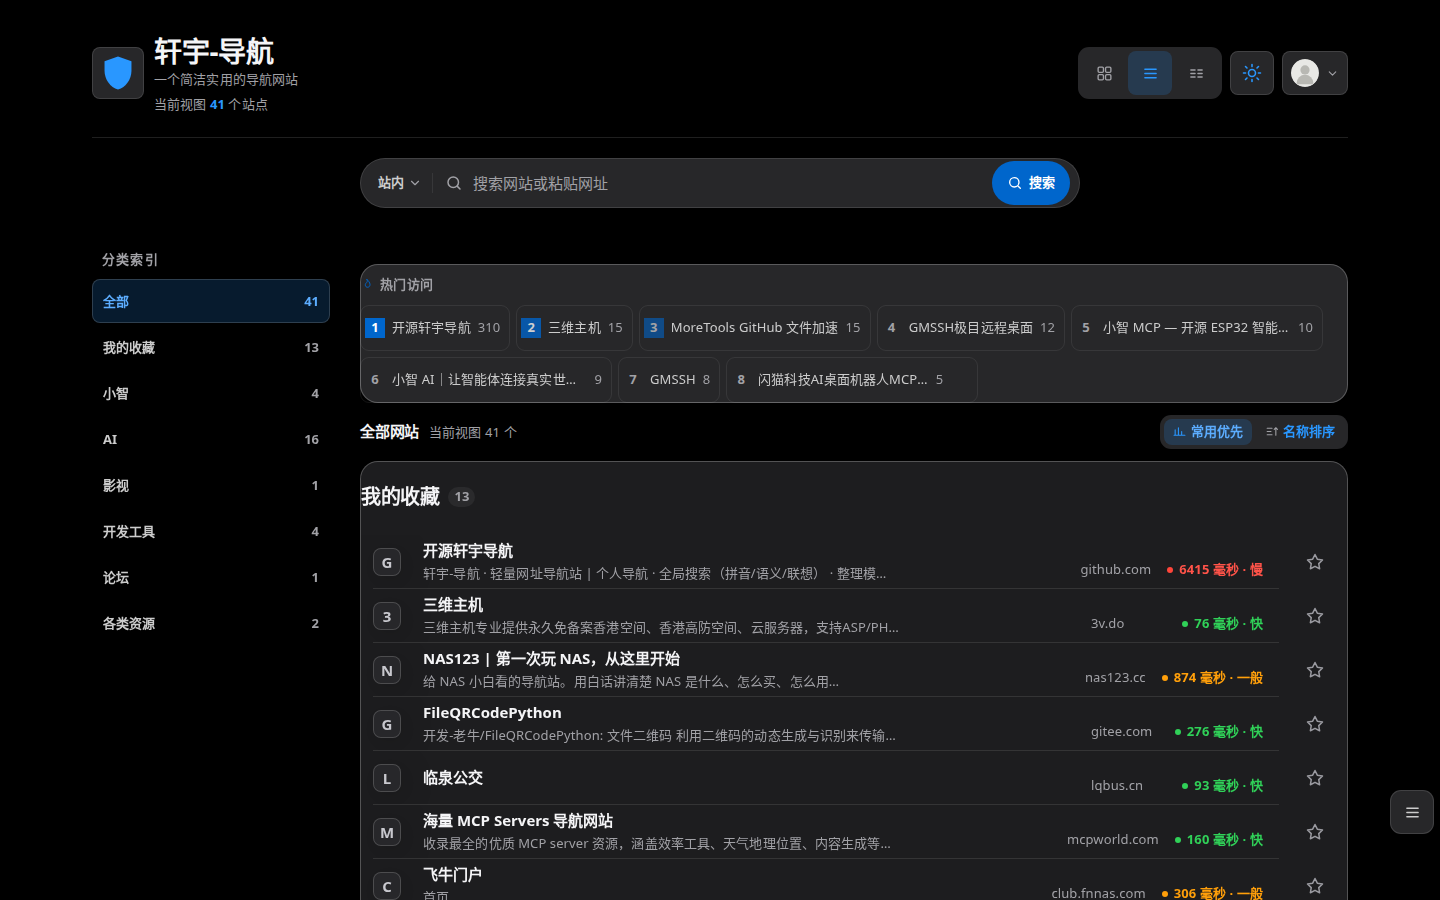 轩宇-导航
一个简洁实用的导航网站
当前视图 41 个站点
站内
搜索网站或粘贴网址
搜索
分类索引
全部 41
我的收藏 13
小智 4
AI 16
影视 1
开发工具 4
论坛 1
各类资源 2
热门访问
1 开源轩宇导航 310
2 三维主机 15
3 MoreTools GitHub 文件加速 15
4 GMSSH极目远程桌面 12
5 小智 MCP — 开源 ESP32 智能... 10
6 小智 AI｜让智能体连接真实世... 9
7 GMSSH 8
8 闪猫科技AI桌面机器人MCP... 5
全部网站 当前视图 41 个
常用优先 名称排序
我的收藏 13
G
开源轩宇导航
轩宇-导航 · 轻量网址导航站 | 个人导航 · 全局搜索（拼音/语义/联想） · 整理模...
github.com 6415 毫秒 · 慢
3
三维主机
三维主机专业提供永久免备案香港空间、香港高防空间、云服务器，支持ASP/PH...
3v.do 76 毫秒 · 快
N
NAS123 | 第一次玩 NAS，从这里开始
给 NAS 小白看的导航站。用白话讲清楚 NAS 是什么、怎么买、怎么用...
nas123.cc 874 毫秒 · 一般
G
FileQRCodePython
开发-老牛/FileQRCodePython: 文件二维码 利用二维码的动态生成与识别来传输...
gitee.com 276 毫秒 · 快
L
临泉公交
lqbus.cn 93 毫秒 · 快
M
海量 MCP Servers 导航网站
收录最全的优质 MCP server 资源，涵盖效率工具、天气地理位置、内容生成等...
mcpworld.com 160 毫秒 · 快
C
飞牛门户
首页
club.fnnas.com 306 毫秒 · 一般